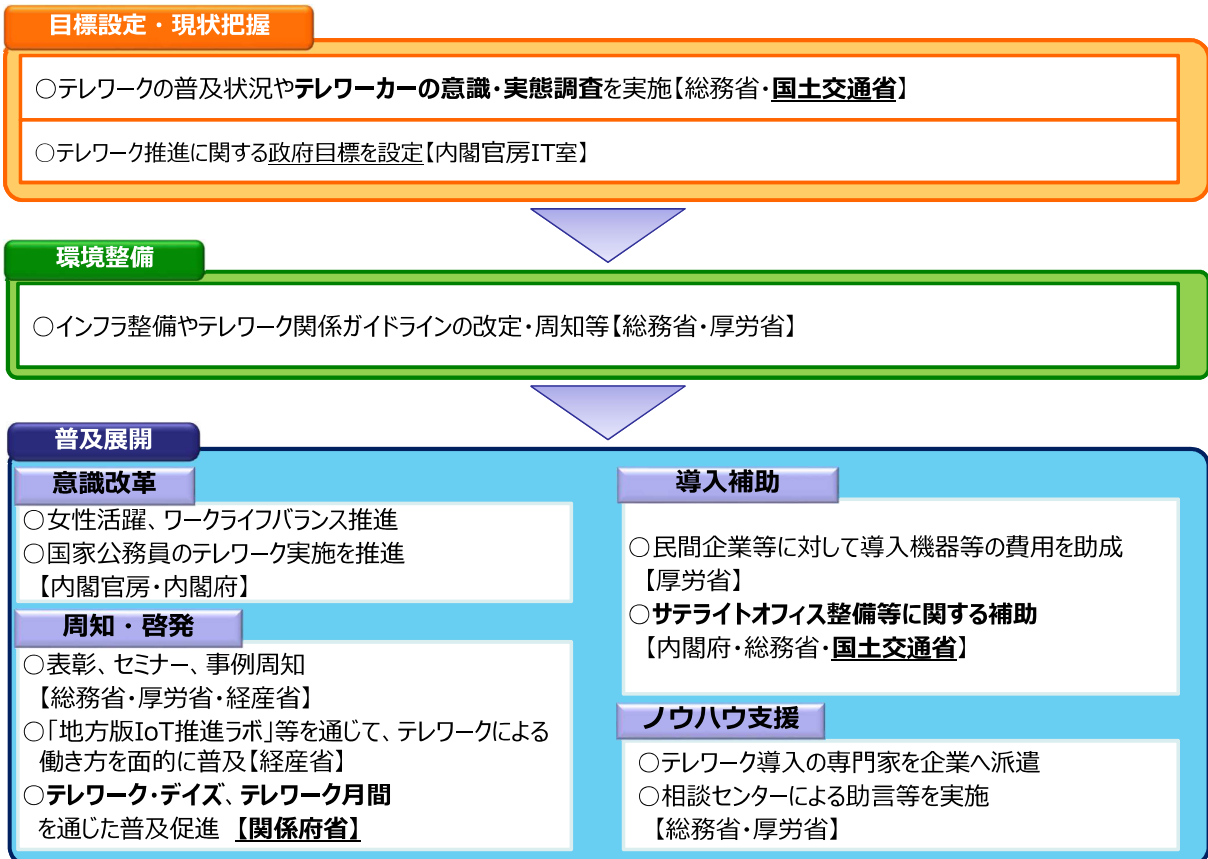 目標設定・現状把握
○テレワークの普及状況やテレワーカーの意識・実態調査を実施【総務省・国土交通省】
○テレワーク推進に関する政府目標を設定【内閣官房IT室】
環境整備
○インフラ整備やテレワーク関係ガイドラインの改定・周知等【総務省・厚労省】
普及展開
意識改革
○女性活躍、ワークライフバランス推進
○国家公務員のテレワーク実施を推進
【内閣官房・内閣府】
周知・啓発
○表彰、セミナー、事例周知
【総務省・厚労省・経産省】
○「地方版IoT推進ラボ」等を通じて、テレワークによる
働き方を面的に普及【経産省】
○テレワーク・デイズ、テレワーク月間
を通じた普及促進 【関係府省】
導入補助
○民間企業等に対して導入機器等の費用を助成
【厚労省】
○サテライトオフィス整備等に関する補助
【内閣府・総務省・国土交通省】
ノウハウ支援
○テレワーク導入の専門家を企業へ派遣
○相談センターによる助言等を実施
【総務省・厚労省】